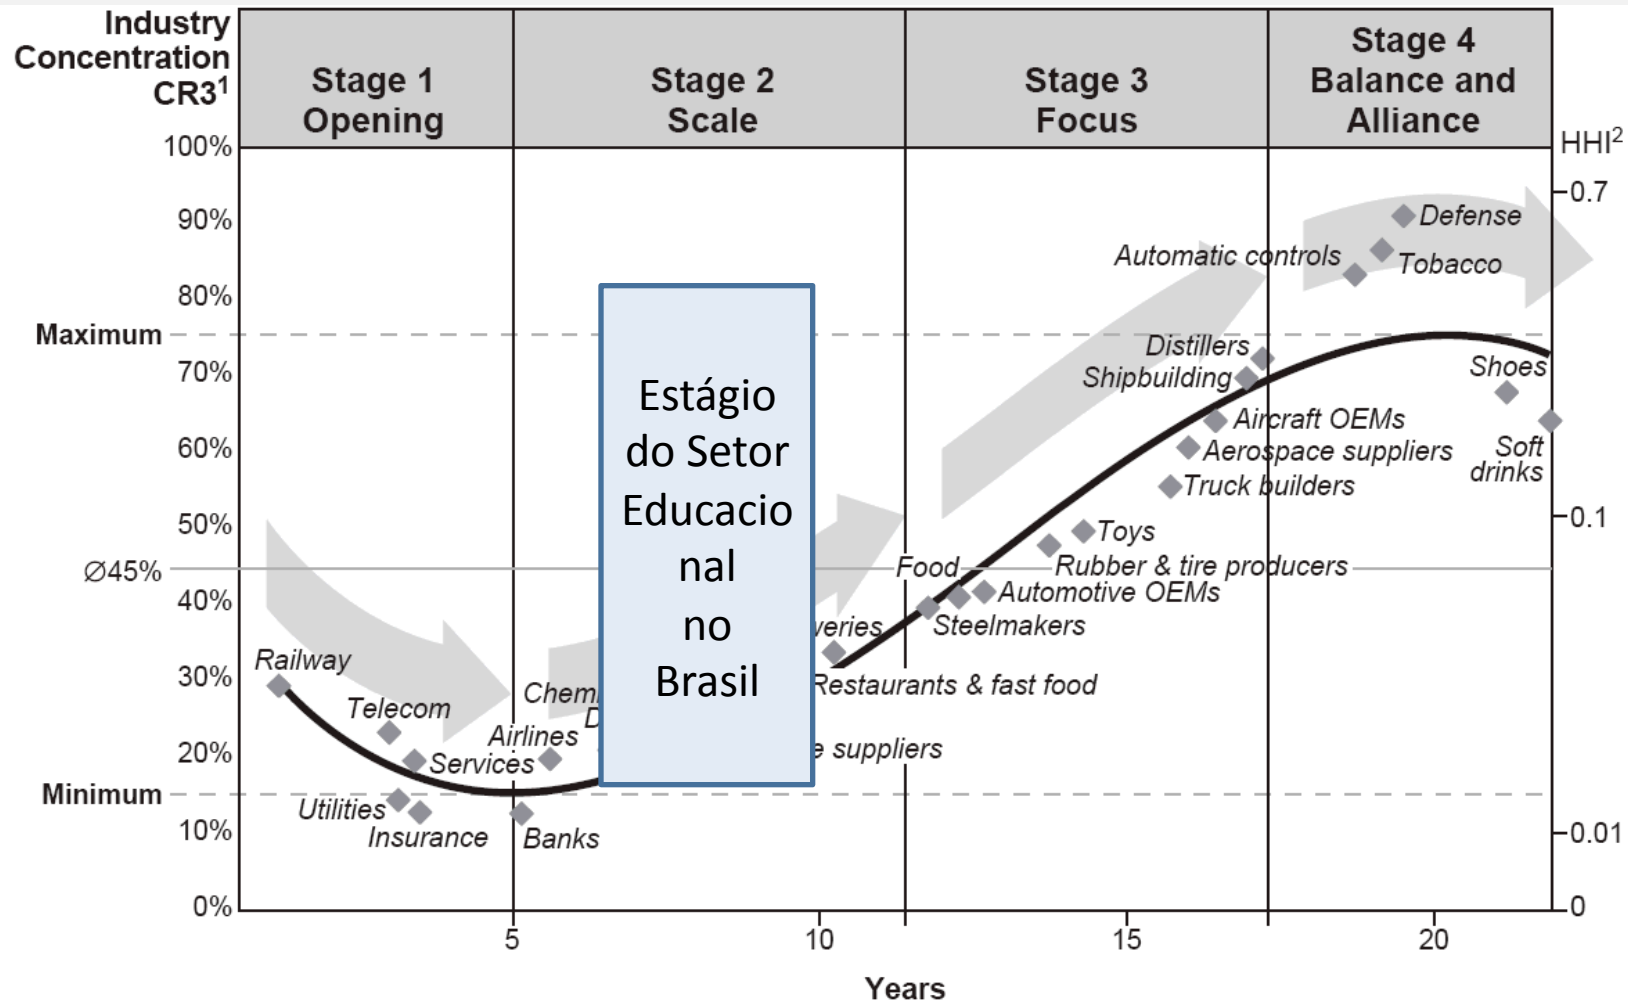 Industry
Concentration
CR3¹
Stage 1
Opening
Stage 2
Scale
Stage 3
Focus
Stage 4
Balance and
Alliance
100%
90%
80%
Maximum
70%
60%
50%
Ø45%
40%
30%
20%
Minimum
10%
0%
HHI²
0.7
0.1
0.01
0
Defense
Automatic controls
Tobacco
Distillers
Shipbuilding
Shoes
Aircraft OEMs
Aerospace suppliers
Soft
drinks
Truck builders
Toys
Food
Rubber & tire producers
Automotive OEMs
Steelmakers
Restaurants & fast food
suppliers
Railway
Telecom
Airlines
Services
Utilities
Insurance
Banks
Estágio
do Setor
Educacio
nal
no
Brasil
5
10
15
20
Years